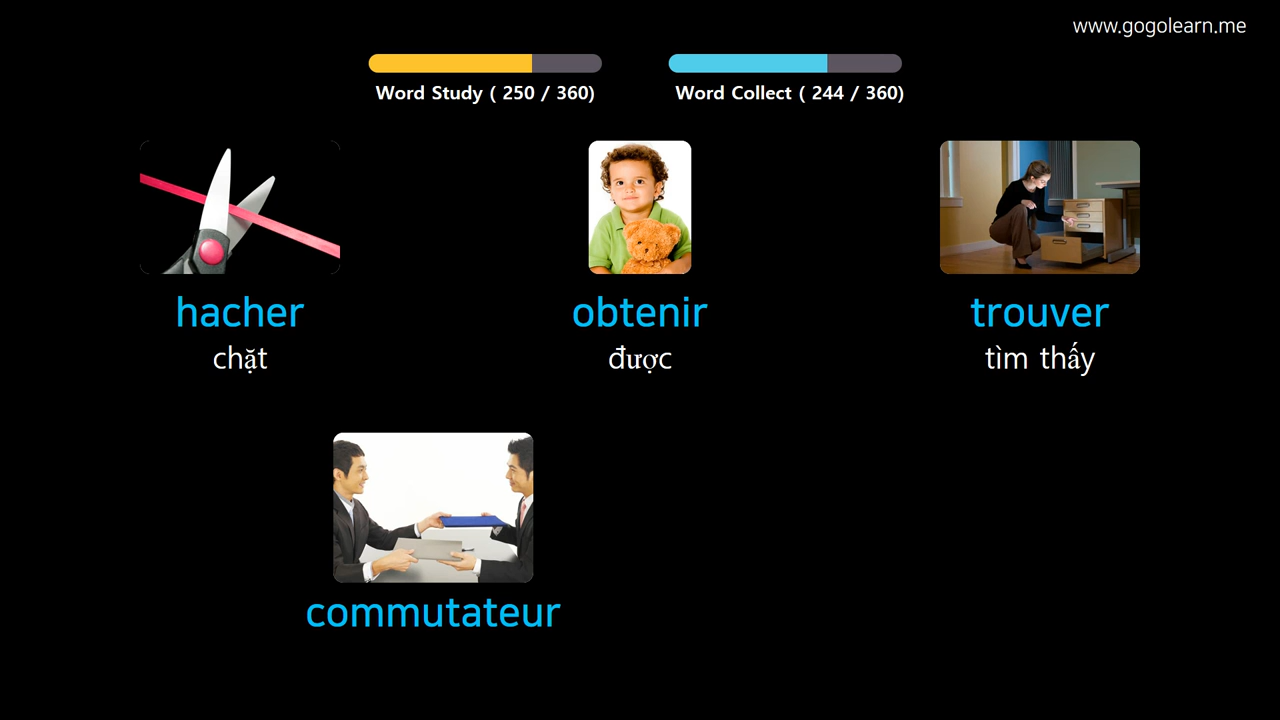 www.gogolearn.me
Word Study ( 250 / 360)
Word Collect ( 244 / 360)
hacher
chặt
obtenir
được
trouver
tìm thấy
commutateur